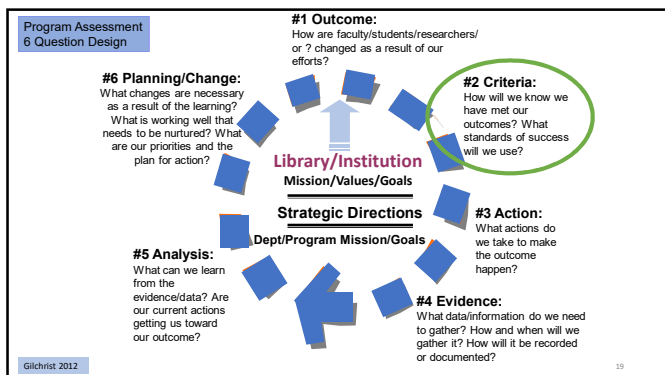 Program Assessment
6 Question Design
#1 Outcome:
How are faculty/students/researchers/
or ? changed as a result of our
efforts?
#2 Criteria:
How will we know we
have met our
outcomes? What
standards of success
will we use?
#3 Action:
What actions do
we take to make
the outcome
happen?
#4 Evidence:
What data/information do we need
to gather? How and when will we
gather it? How will it be recorded
or documented?
#5 Analysis:
What can we learn
from the
evidence/data? Are
our current actions
getting us toward
our outcome?
#6 Planning/Change:
What changes are necessary
as a result of the learning?
What is working well that
needs to be nurtured? What
are our priorities and the
plan for action?
Library/Institution
Mission/Values/Goals
Strategic Directions
Dept/Program Mission/Goals
Gilchrist 2012
19